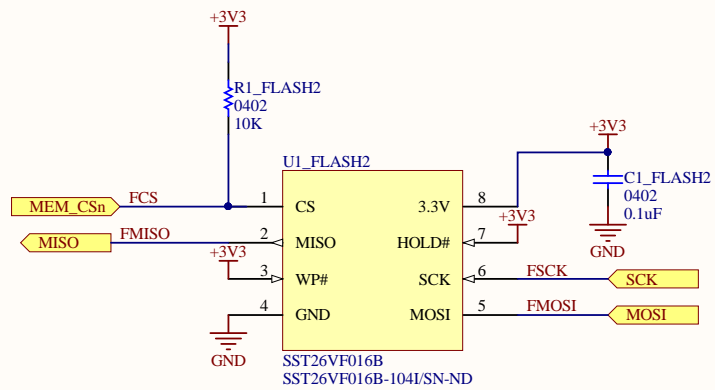 +3V3
R1_FLASH2
0402
10K
+3V3
U1_FLASH2
C1_FLASH2
0402
0.1uF
GND
MEM_CSn
FCS
1
CS
3.3V
8
+3V3
MISO
FMISO
2
MISO
HOLD#
7
+3V3
3
WP#
SCK
6
FSCK
SCK
4
GND
MOSI
5
FMOSI
MOSI
GND
SST26VF016B
SST26VF016B-104I/SN-ND